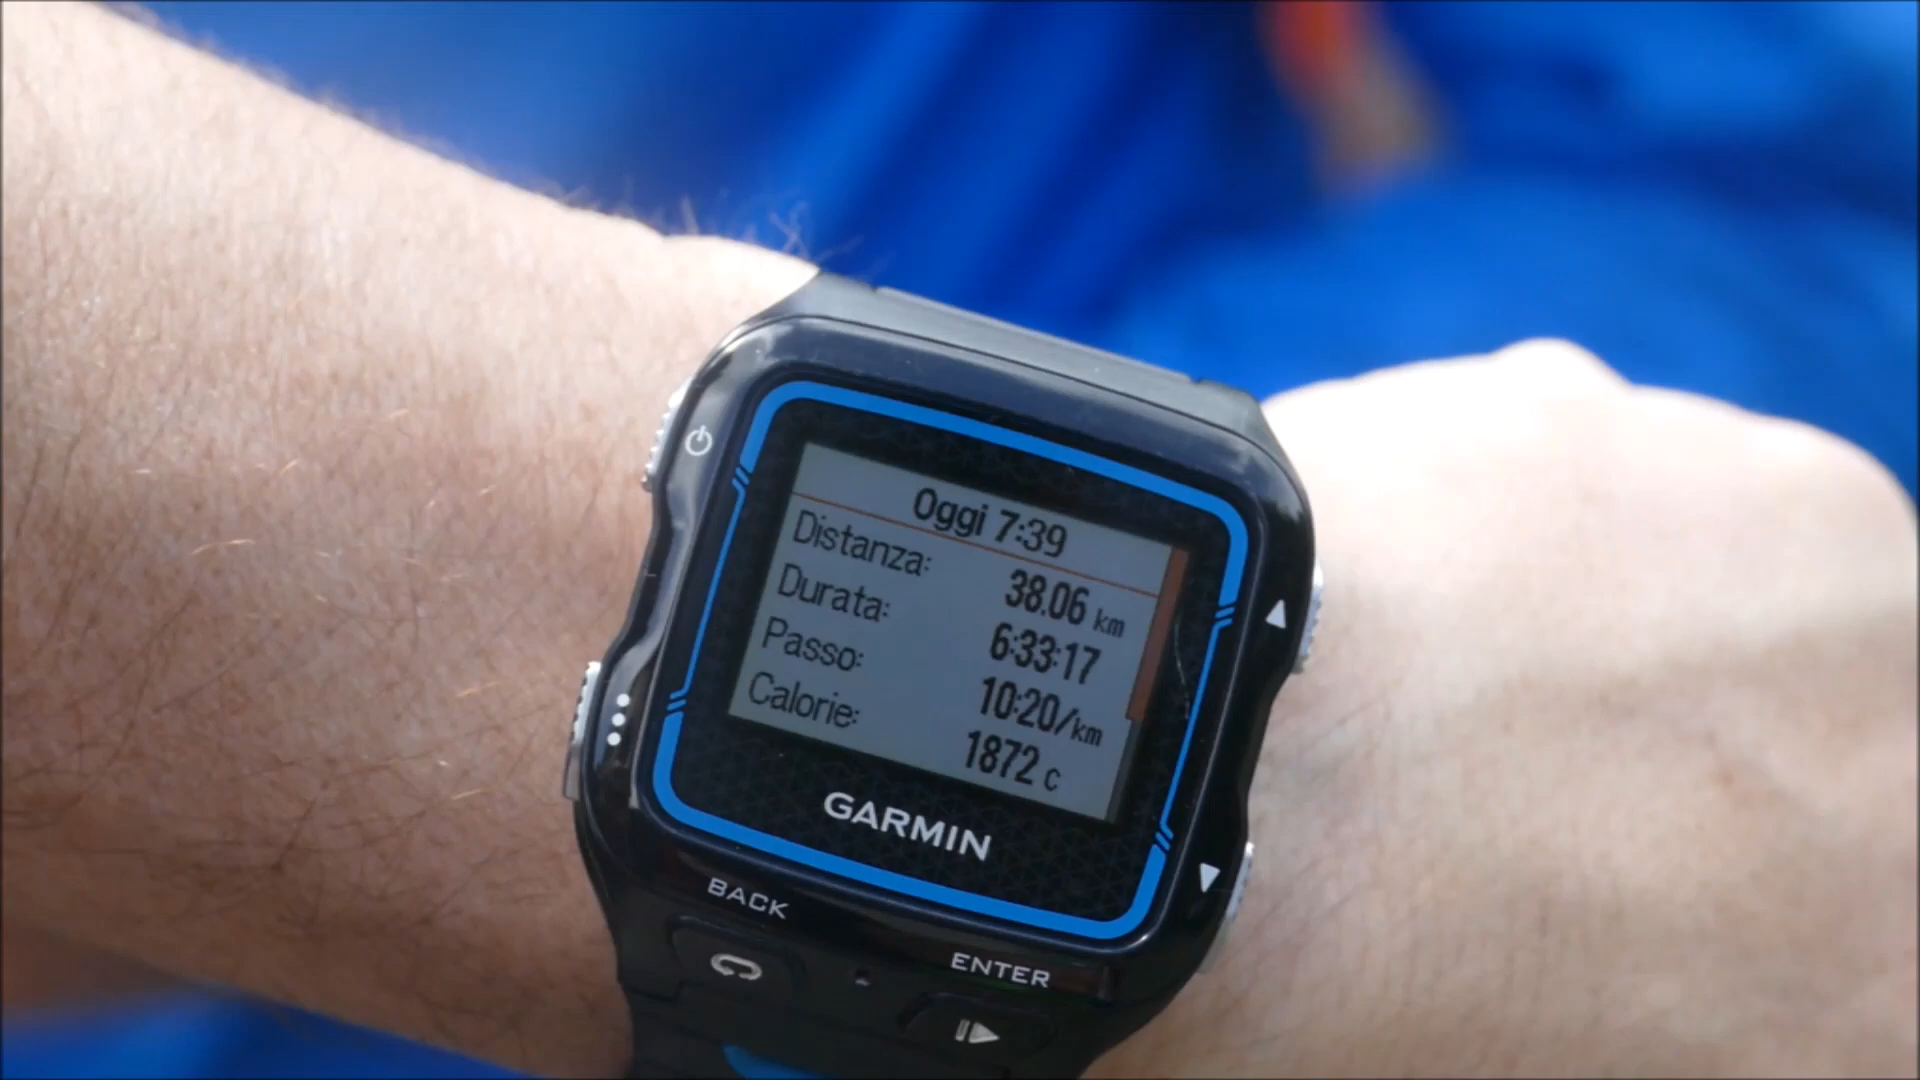 Oggi 7:39
Distanza: 38.06 km
Durata: 6:33:17
Passo: 10:20/km
Calorie: 1872 c
GARMIN
BACK
ENTER